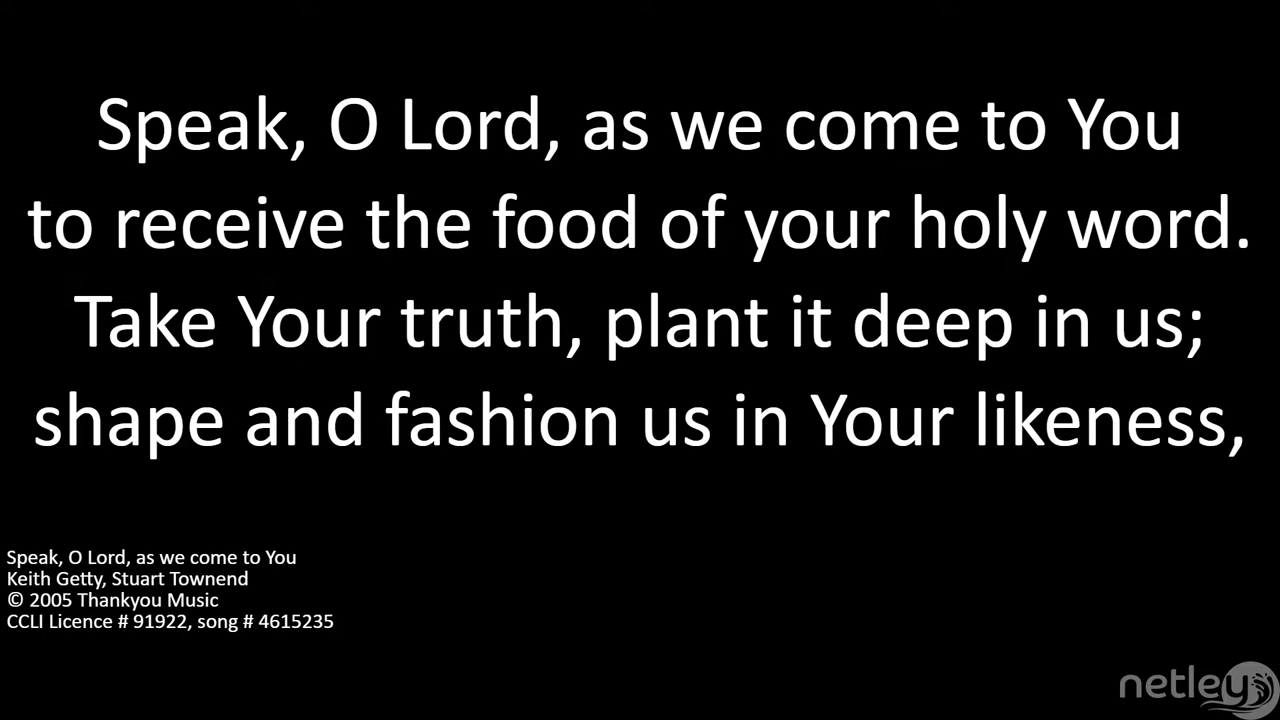 Speak, O Lord, as we come to You
to receive the food of your holy word.
Take Your truth, plant it deep in us;
shape and fashion us in Your likeness,
Speak, O Lord, as we come to You
Keith Getty, Stuart Townend
© 2005 Thankyou Music
CCLI Licence # 91922, song # 4615235
netley